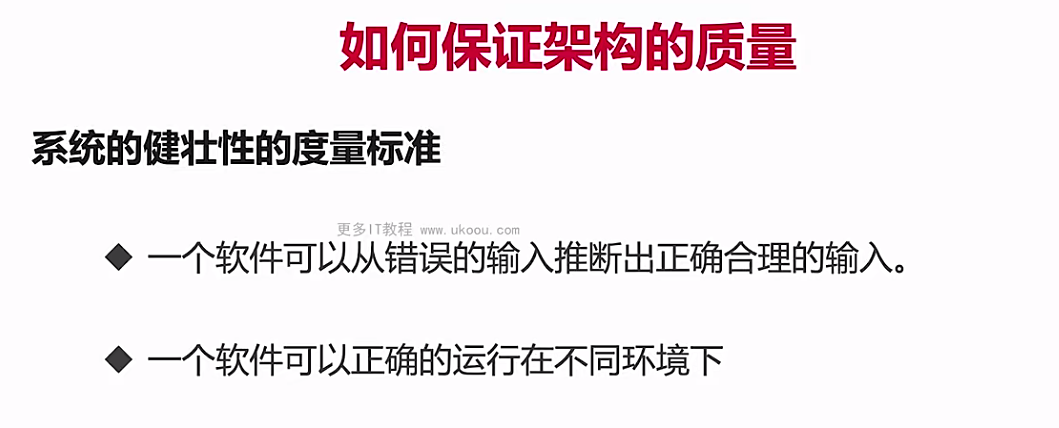 如何保证架构的质量
系统的健壮性的度量标准
更多IT教程 www.ukoou.com
◆ 一个软件可以从错误的输入推断出正确合理的输入。
◆ 一个软件可以正确的运行在不同环境下